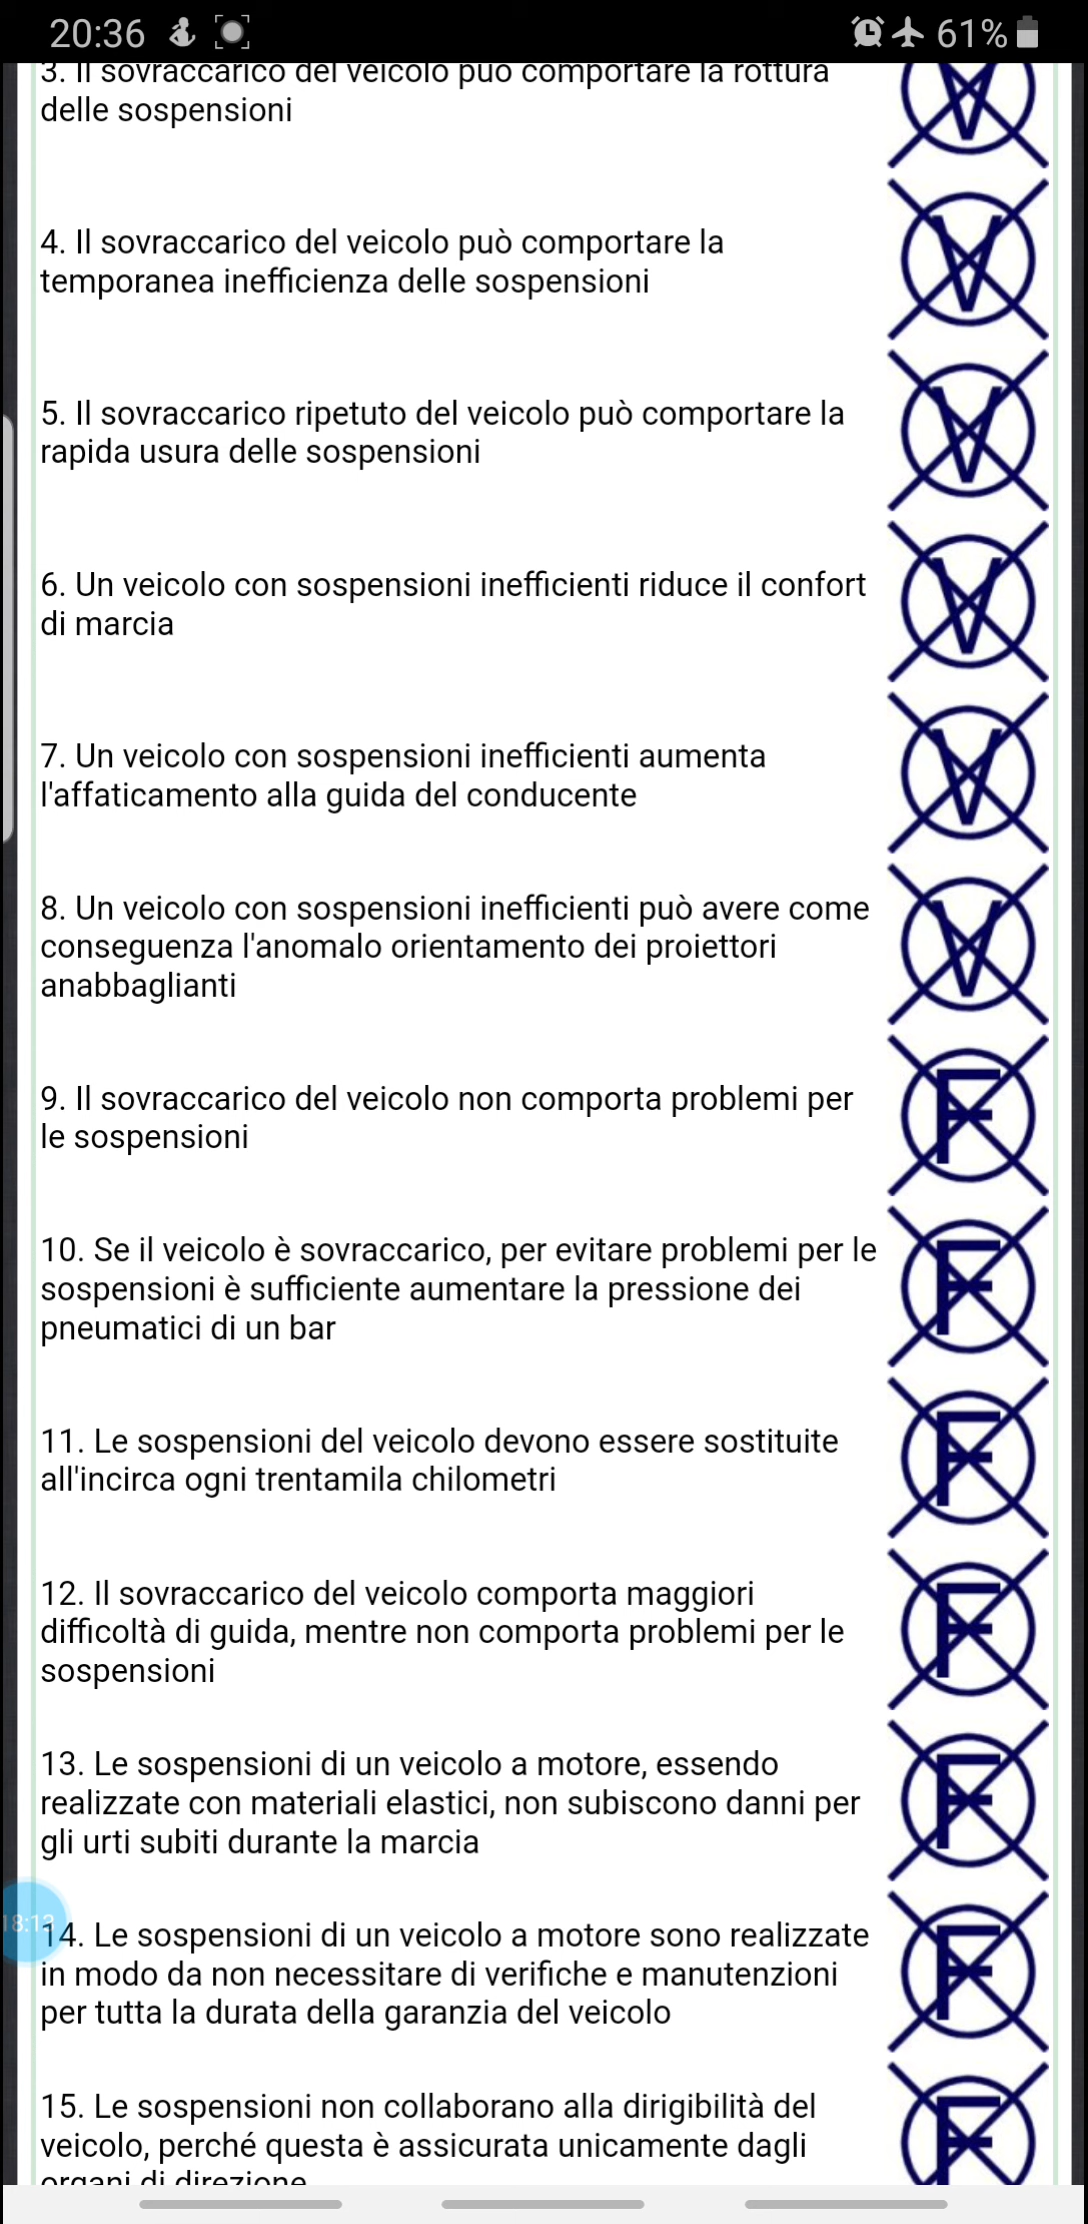 20:36
61%
3. Il sovraccarico del veicolo può comportare la rottura
delle sospensioni
V
4. Il sovraccarico del veicolo può comportare la
temporanea inefficienza delle sospensioni
V
5. Il sovraccarico ripetuto del veicolo può comportare la
rapida usura delle sospensioni
V
6. Un veicolo con sospensioni inefficienti riduce il confort
di marcia
V
7. Un veicolo con sospensioni inefficienti aumenta
l'affaticamento alla guida del conducente
V
8. Un veicolo con sospensioni inefficienti può avere come
conseguenza l'anomalo orientamento dei proiettori
anabbaglianti
V
9. Il sovraccarico del veicolo non comporta problemi per
le sospensioni
F
10. Se il veicolo è sovraccarico, per evitare problemi per le
sospensioni è sufficiente aumentare la pressione dei
pneumatici di un bar
F
11. Le sospensioni del veicolo devono essere sostituite
all'incirca ogni trentamila chilometri
F
12. Il sovraccarico del veicolo comporta maggiori
difficoltà di guida, mentre non comporta problemi per le
sospensioni
F
13. Le sospensioni di un veicolo a motore, essendo
realizzate con materiali elastici, non subiscono danni per
gli urti subiti durante la marcia
F
14. Le sospensioni di un veicolo a motore sono realizzate
in modo da non necessitare di verifiche e manutenzioni
per tutta la durata della garanzia del veicolo
F
15. Le sospensioni non collaborano alla dirigibilità del
veicolo, perché questa è assicurata unicamente dagli
organi di direzione
F